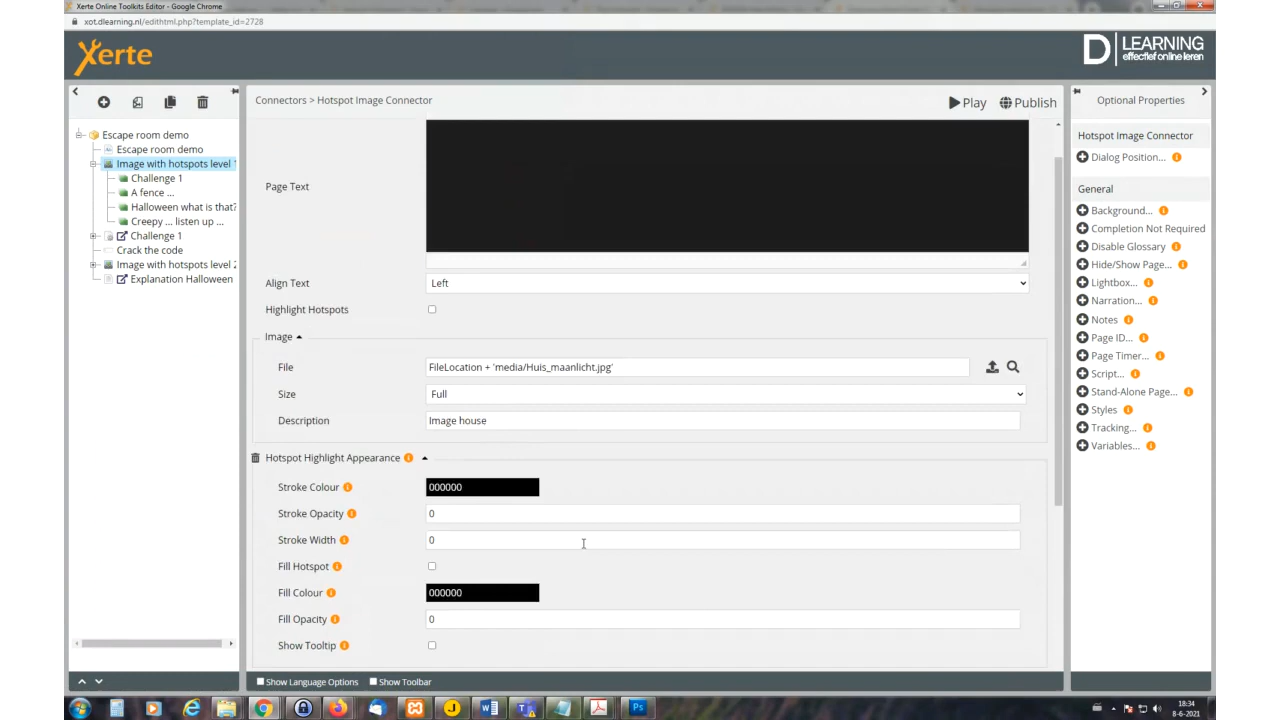 Xerte Online Toolkits Editor - Google Chrome
xot.dlearning.nl/edithtml.php?template_id=2728
Xerte
D LEARNING
effectief online leren
Connectors > Hotspot Image Connector
Play
Publish
Optional Properties
Escape room demo
Escape room demo
Image with hotspots level 1
Challenge 1
A fence ...
Halloween what is that?
Creepy ... listen up ...
Challenge 1
Crack the code
Image with hotspots level 2
Explanation Halloween
Page Text
Align Text
Left
Highlight Hotspots
Image
File
FileLocation + 'media/Huis_maanlicht.jpg'
Size
Full
Description
Image house
Hotspot Highlight Appearance
Stroke Colour
000000
Stroke Opacity
0
Stroke Width
0
Fill Hotspot
Fill Colour
000000
Fill Opacity
0
Show Tooltip
Hotspot Image Connector
Dialog Position...
General
Background...
Completion Not Required
Disable Glossary
Hide/Show Page...
Lightbox...
Narration...
Notes
Page ID...
Page Timer...
Script...
Stand-Alone Page...
Styles
Tracking...
Variables...
Show Language Options
Show Toolbar
18:34
8-6-2021